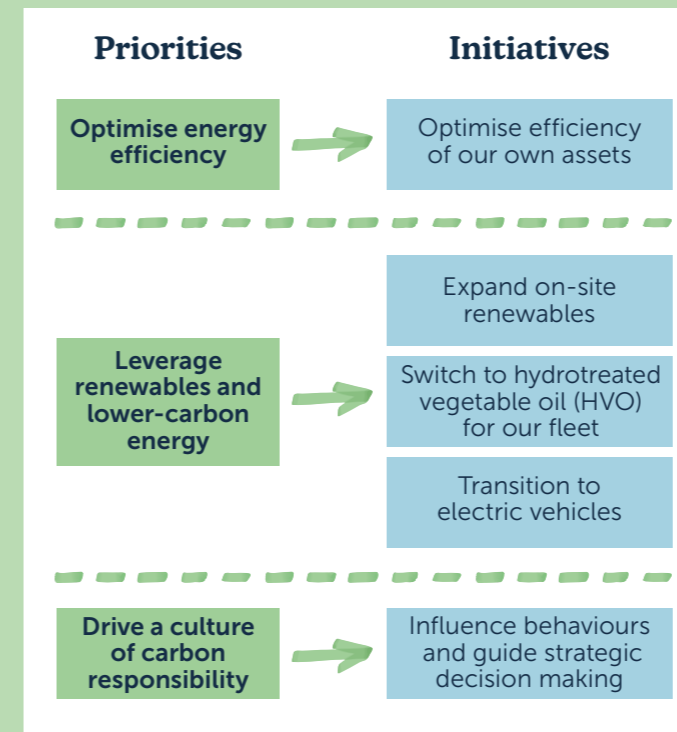 Priorities
Initiatives
Optimise energy
efficiency
Optimise efficiency
of our own assets
Leverage
renewables and
lower-carbon
energy
Expand on-site
renewables
Switch to hydrotreated
vegetable oil (HVO)
for our fleet
Transition to
electric vehicles
Drive a culture
of carbon
responsibility
Influence behaviours
and guide strategic
decision making